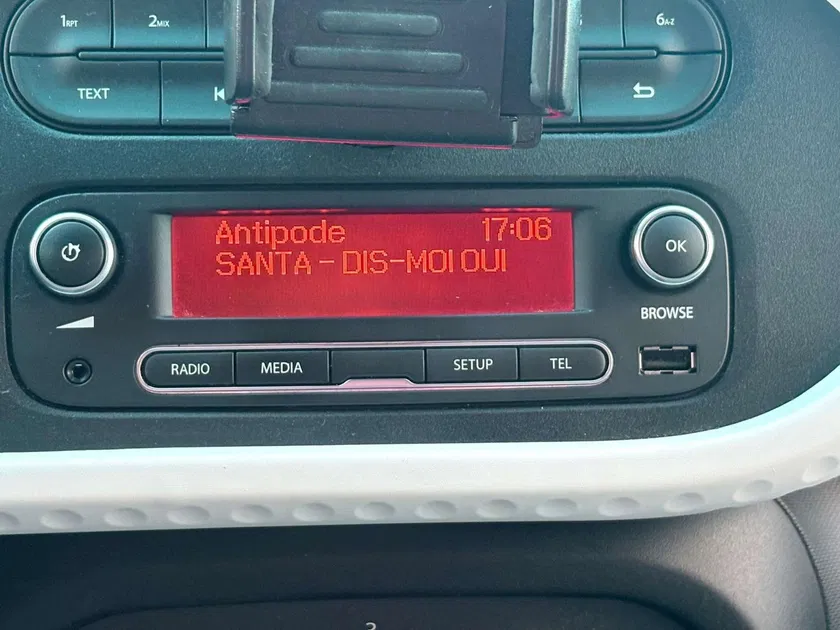 1RPT 2MIX 6A-Z
TEXT
Antipode 17:06
SANTA - DIS-MOI OUI
OK
BROWSE
RADIO MEDIA SETUP TEL